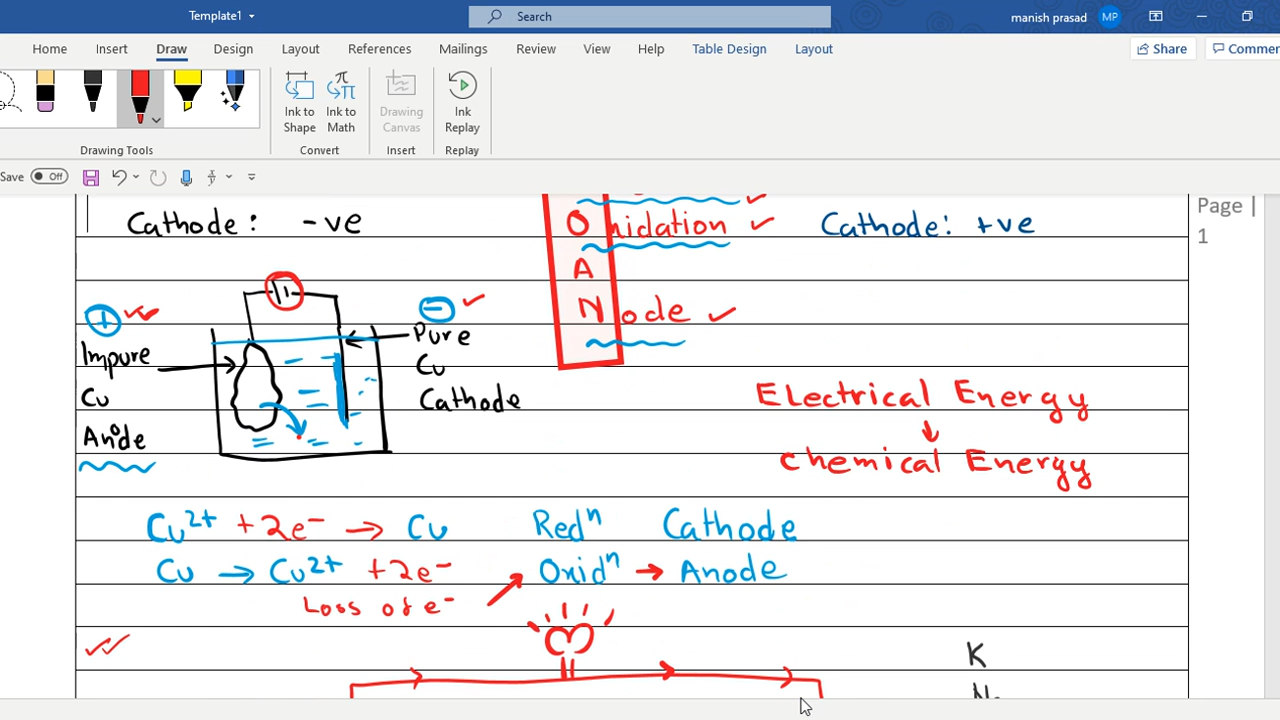 Template1
Search
manish prasad MP
Home Insert Draw Design Layout References Mailings Review View Help Table Design Layout Share
Ink to Shape
Ink to Math
Drawing Canvas
Ink Replay
Drawing Tools Convert Insert Replay
Save Off
Page | 1
Cathode: -ve
Oxidation
Cathode: +ve
A
Node
+
Impure
Cu
Anode
-
Pure
Cu
Cathode
Electrical Energy
↓
Chemical Energy
Cu²⁺ +2e⁻ → Cu Redⁿ Cathode
Cu → Cu²⁺ +2e⁻ Oxidⁿ → Anode
Loss of e⁻
K